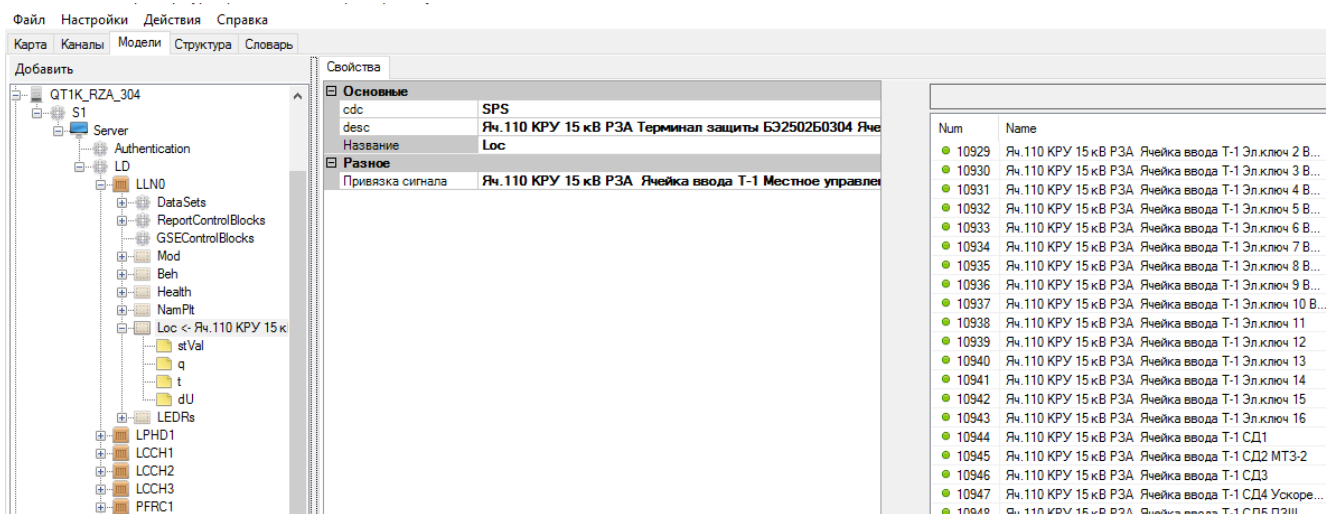 Файл Настройки Действия Справка
Карта Каналы Модели Структура Словарь
Добавить
QT1K_RZA_304
S1
Server
Authentication
LD
LLN0
DataSets
ReportControlBlocks
GSEControlBlocks
Mod
Beh
Health
NamPlt
Loc <- Яч.110 КРУ 15 к
stVal
q
t
dU
LEDRs
LPHD1
LCCH1
LCCH2
LCCH3
PFRC1
Свойства
Основные
cdc SPS
desc Яч.110 КРУ 15 кВ РЗА Терминал защиты БЭ2502Б0304 Яче
Название Loc
Разное
Привязка сигнала Яч.110 КРУ 15 кВ РЗА Ячейка ввода Т-1 Местное управле
Num Name
10929 Яч.110 КРУ 15 кВ РЗА Ячейка ввода Т-1 Эл.ключ 2 В...
10930 Яч.110 КРУ 15 кВ РЗА Ячейка ввода Т-1 Эл.ключ 3 В...
10931 Яч.110 КРУ 15 кВ РЗА Ячейка ввода Т-1 Эл.ключ 4 В...
10932 Яч.110 КРУ 15 кВ РЗА Ячейка ввода Т-1 Эл.ключ 5 В...
10933 Яч.110 КРУ 15 кВ РЗА Ячейка ввода Т-1 Эл.ключ 6 В...
10934 Яч.110 КРУ 15 кВ РЗА Ячейка ввода Т-1 Эл.ключ 7 В...
10935 Яч.110 КРУ 15 кВ РЗА Ячейка ввода Т-1 Эл.ключ 8 В...
10936 Яч.110 КРУ 15 кВ РЗА Ячейка ввода Т-1 Эл.ключ 9 В...
10937 Яч.110 КРУ 15 кВ РЗА Ячейка ввода Т-1 Эл.ключ 10 В...
10938 Яч.110 КРУ 15 кВ РЗА Ячейка ввода Т-1 Эл.ключ 11
10939 Яч.110 КРУ 15 кВ РЗА Ячейка ввода Т-1 Эл.ключ 12
10940 Яч.110 КРУ 15 кВ РЗА Ячейка ввода Т-1 Эл.ключ 13
10941 Яч.110 КРУ 15 кВ РЗА Ячейка ввода Т-1 Эл.ключ 14
10942 Яч.110 КРУ 15 кВ РЗА Ячейка ввода Т-1 Эл.ключ 15
10943 Яч.110 КРУ 15 кВ РЗА Ячейка ввода Т-1 Эл.ключ 16
10944 Яч.110 КРУ 15 кВ РЗА Ячейка ввода Т-1 СД1
10945 Яч.110 КРУ 15 кВ РЗА Ячейка ввода Т-1 СД2 МТЗ-2
10946 Яч.110 КРУ 15 кВ РЗА Ячейка ввода Т-1 СД3
10947 Яч.110 КРУ 15 кВ РЗА Ячейка ввода Т-1 СД4 Ускоре...
10948 Яч.110 КРУ 15 кВ РЗА Ячейка ввода Т-1 СД5 ЛЗШ